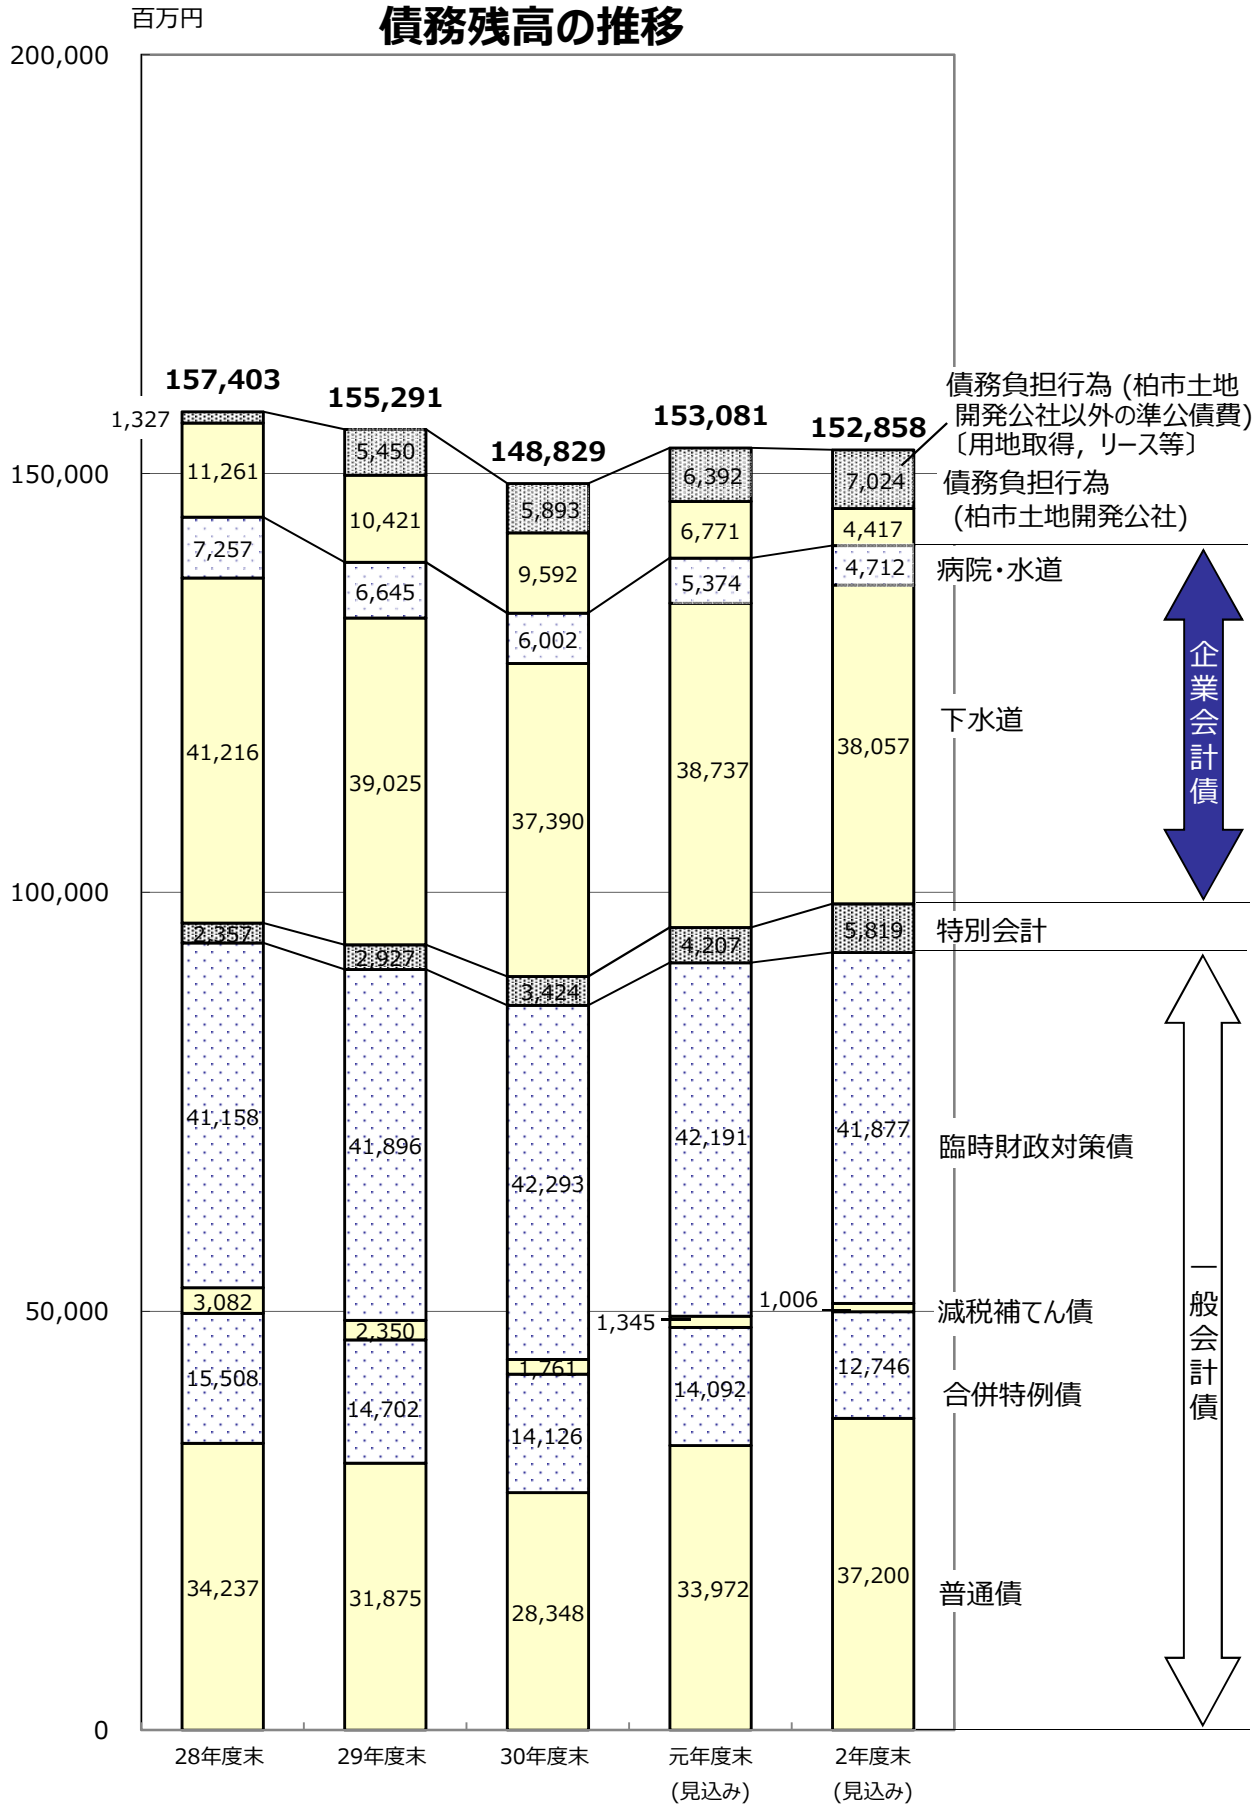 百万円
債務残高の推移
200,000
150,000
100,000
50,000
0
157,403
1,327
11,261
7,257
41,216
2,357
41,158
3,082
15,508
34,237
155,291
5,450
10,421
6,645
39,025
2,927
41,896
2,350
14,702
31,875
148,829
5,893
9,592
6,002
37,390
3,424
42,293
1,761
14,126
28,348
153,081
6,392
6,771
5,374
38,737
4,207
42,191
1,345
14,092
33,972
152,858
7,024
4,417
4,712
38,057
5,819
41,877
1,006
12,746
37,200
債務負担行為 (柏市土地
開発公社以外の準公債費)
〔用地取得, リース等〕
債務負担行為
(柏市土地開発公社)
病院・水道
下水道
特別会計
臨時財政対策債
減税補てん債
合併特例債
普通債
企業会計債
一般会計債
28年度末
29年度末
30年度末
元年度末
(見込み)
2年度末
(見込み)